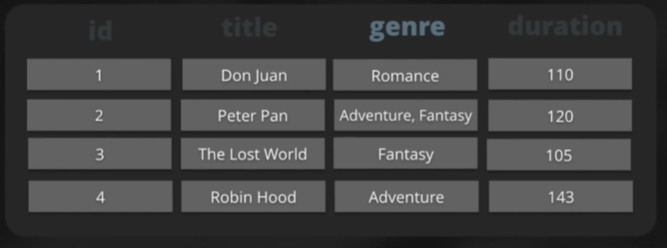 id title genre duration
1 Don Juan Romance 110
2 Peter Pan Adventure, Fantasy 120
3 The Lost World Fantasy 105
4 Robin Hood Adventure 143